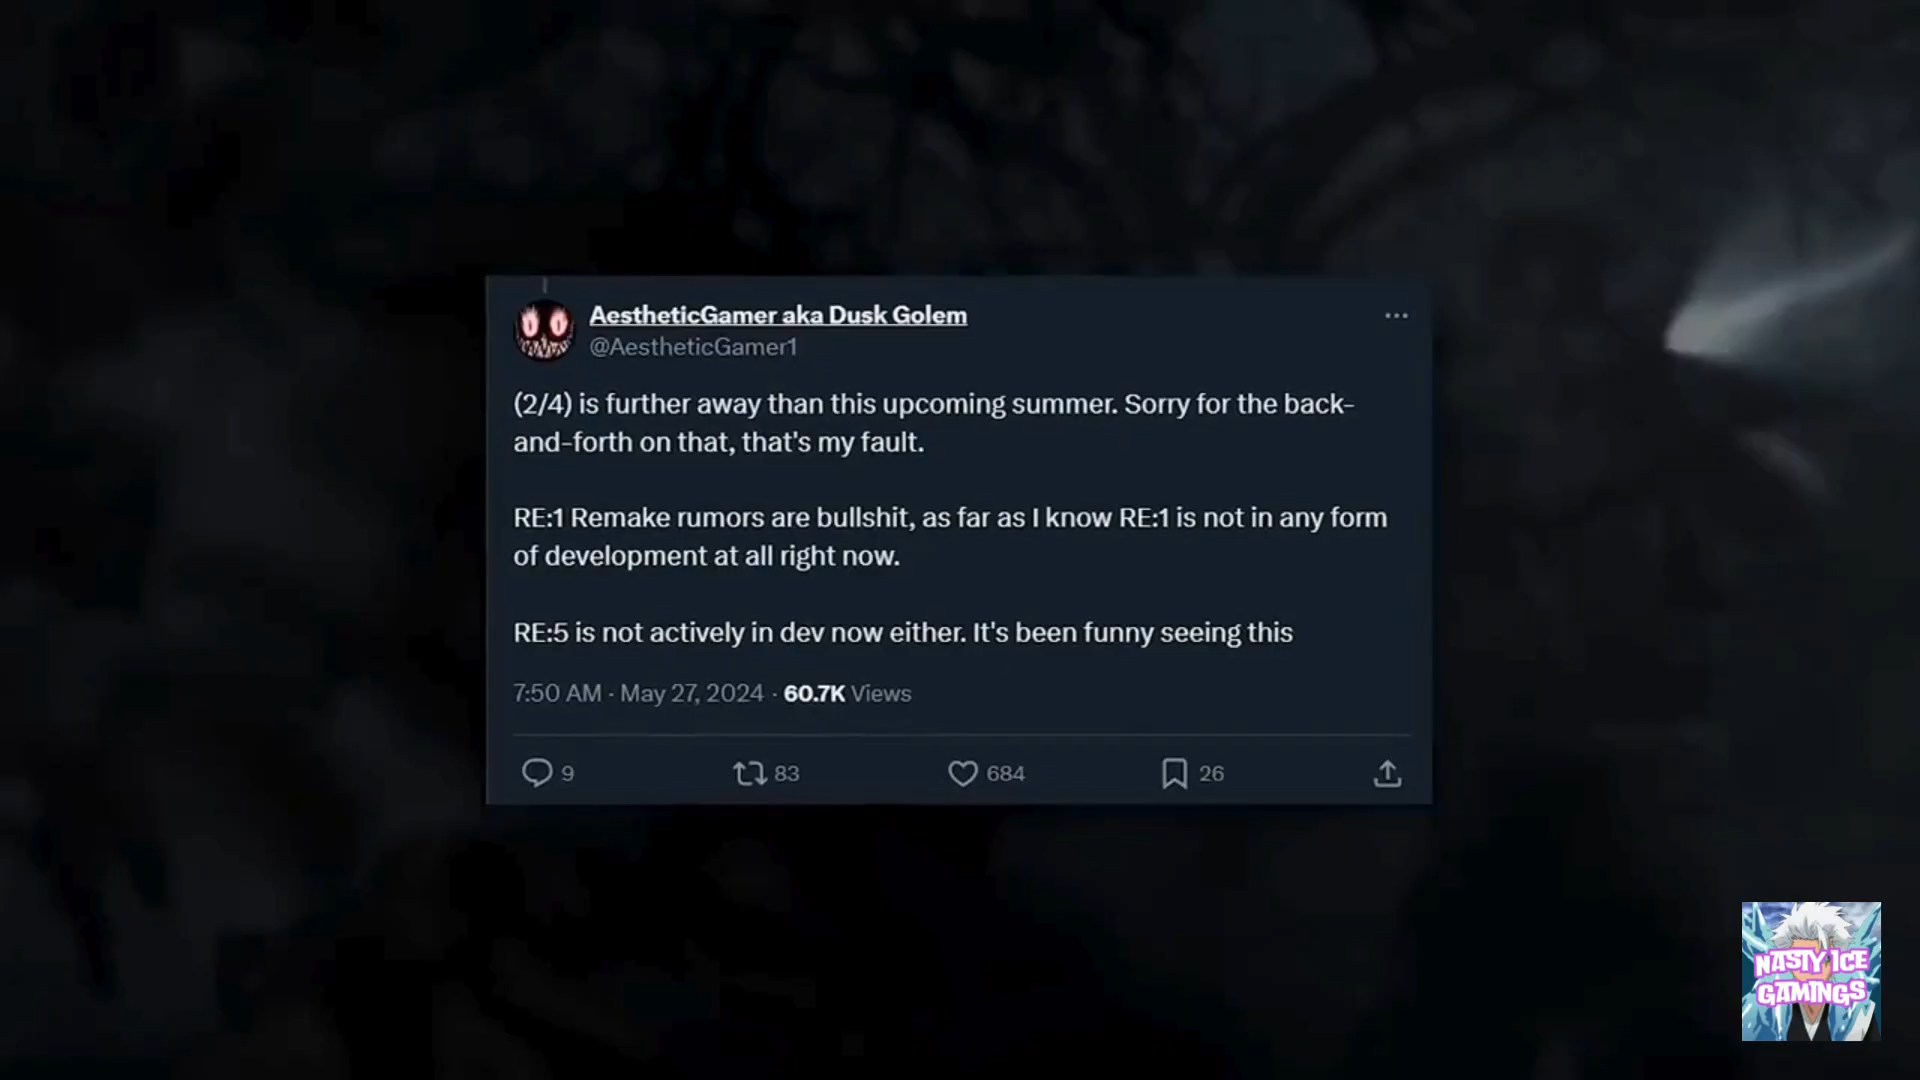 AestheticGamer aka Dusk Golem
@AestheticGamer1
(2/4) is further away than this upcoming summer. Sorry for the back-
and-forth on that, that's my fault.
RE:1 Remake rumors are bullshit, as far as I know RE:1 is not in any form
of development at all right now.
RE:5 is not actively in dev now either. It's been funny seeing this
7:50 AM · May 27, 2024 · 60.7K Views
9 83 684 26
NASTY ICE
GAMINGS